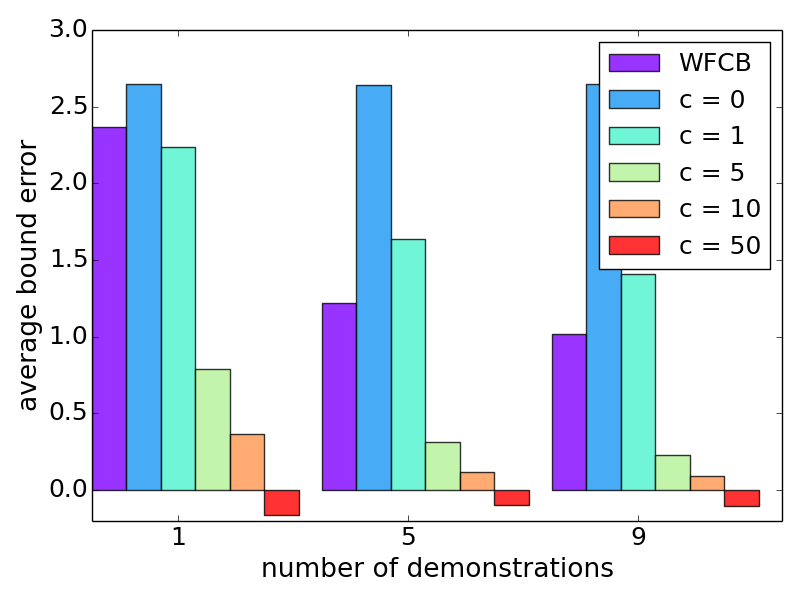 3.0
2.5
2.0
1.5
1.0
0.5
0.0
average bound error
1 5 9
number of demonstrations
WFCB
c = 0
c = 1
c = 5
c = 10
c = 50